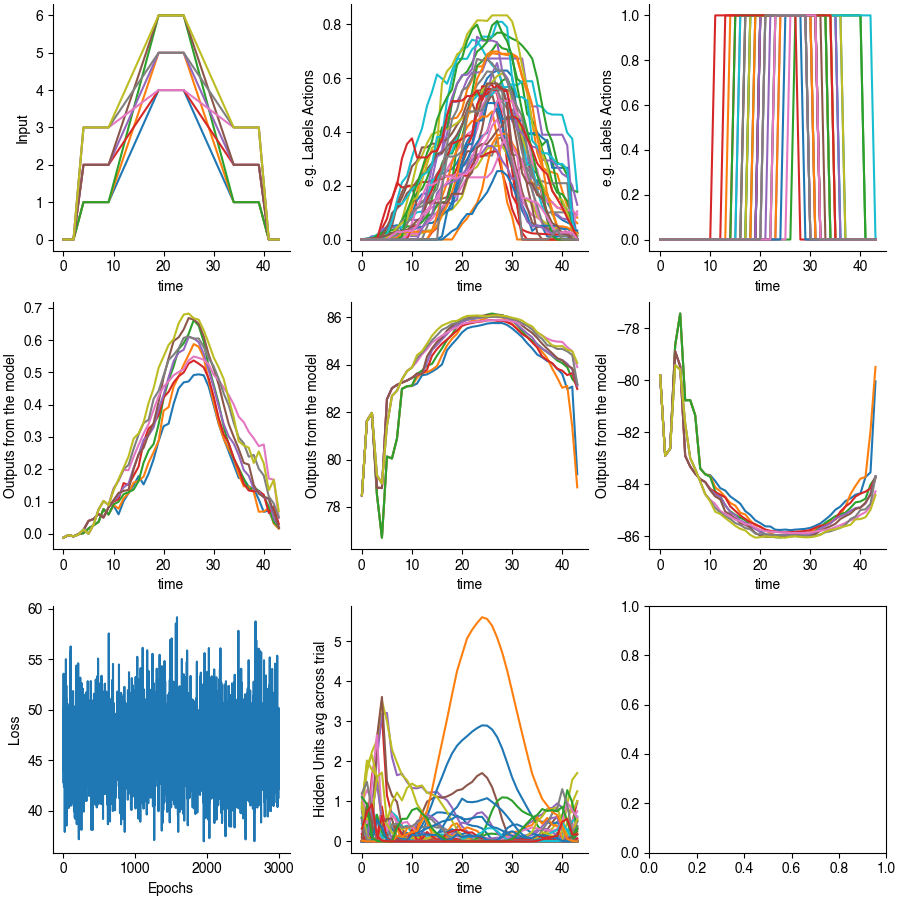 6
5
4
3
2
1
0
Input
0 10 20 30 40
time
0.8
0.6
0.4
0.2
0.0
e.g. Labels Actions
0 10 20 30 40
time
1.0
0.8
0.6
0.4
0.2
0.0
e.g. Labels Actions
0 10 20 30 40
time
0.7
0.6
0.5
0.4
0.3
0.2
0.1
0.0
Outputs from the model
0 10 20 30 40
time
86
84
82
80
78
Outputs from the model
0 10 20 30 40
time
−78
−80
−82
−84
−86
Outputs from the model
0 10 20 30 40
time
60
55
50
45
40
Loss
0 1000 2000 3000
Epochs
5
4
3
2
1
0
Hidden Units avg across trial
0 10 20 30 40
time
1.0
0.8
0.6
0.4
0.2
0.0
0.0 0.2 0.4 0.6 0.8 1.0